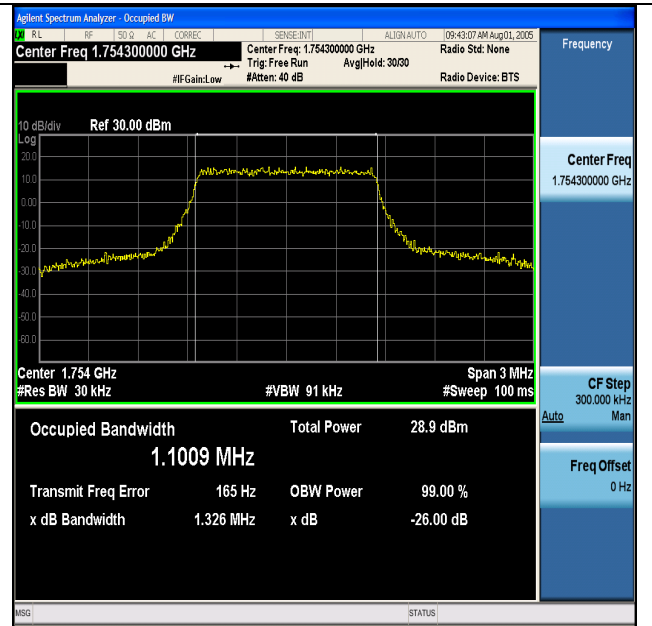 Agilent Spectrum Analyzer - Occupied BW
RL RF 50 Ω AC CORREC SENSE:INT ALIGN AUTO 09:43:07 AM Aug 01, 2005
Center Freq 1.754300000 GHz
Center Freq: 1.754300000 GHz
Radio Std: None
Trig: Free Run Avg|Hold: 30/30
#IFGain:Low #Atten: 40 dB Radio Device: BTS
Frequency
10 dB/div Ref 30.00 dBm
Log
20.0
10.0
0.00
-10.0
-20.0
-30.0
-40.0
-50.0
-60.0
Center 1.754 GHz Span 3 MHz
#Res BW 30 kHz #VBW 91 kHz #Sweep 100 ms
Center Freq
1.754300000 GHz
CF Step
300.000 kHz
Auto Man
Freq Offset
0 Hz
Occupied Bandwidth Total Power 28.9 dBm
1.1009 MHz
Transmit Freq Error 165 Hz OBW Power 99.00 %
x dB Bandwidth 1.326 MHz x dB -26.00 dB
MSG STATUS